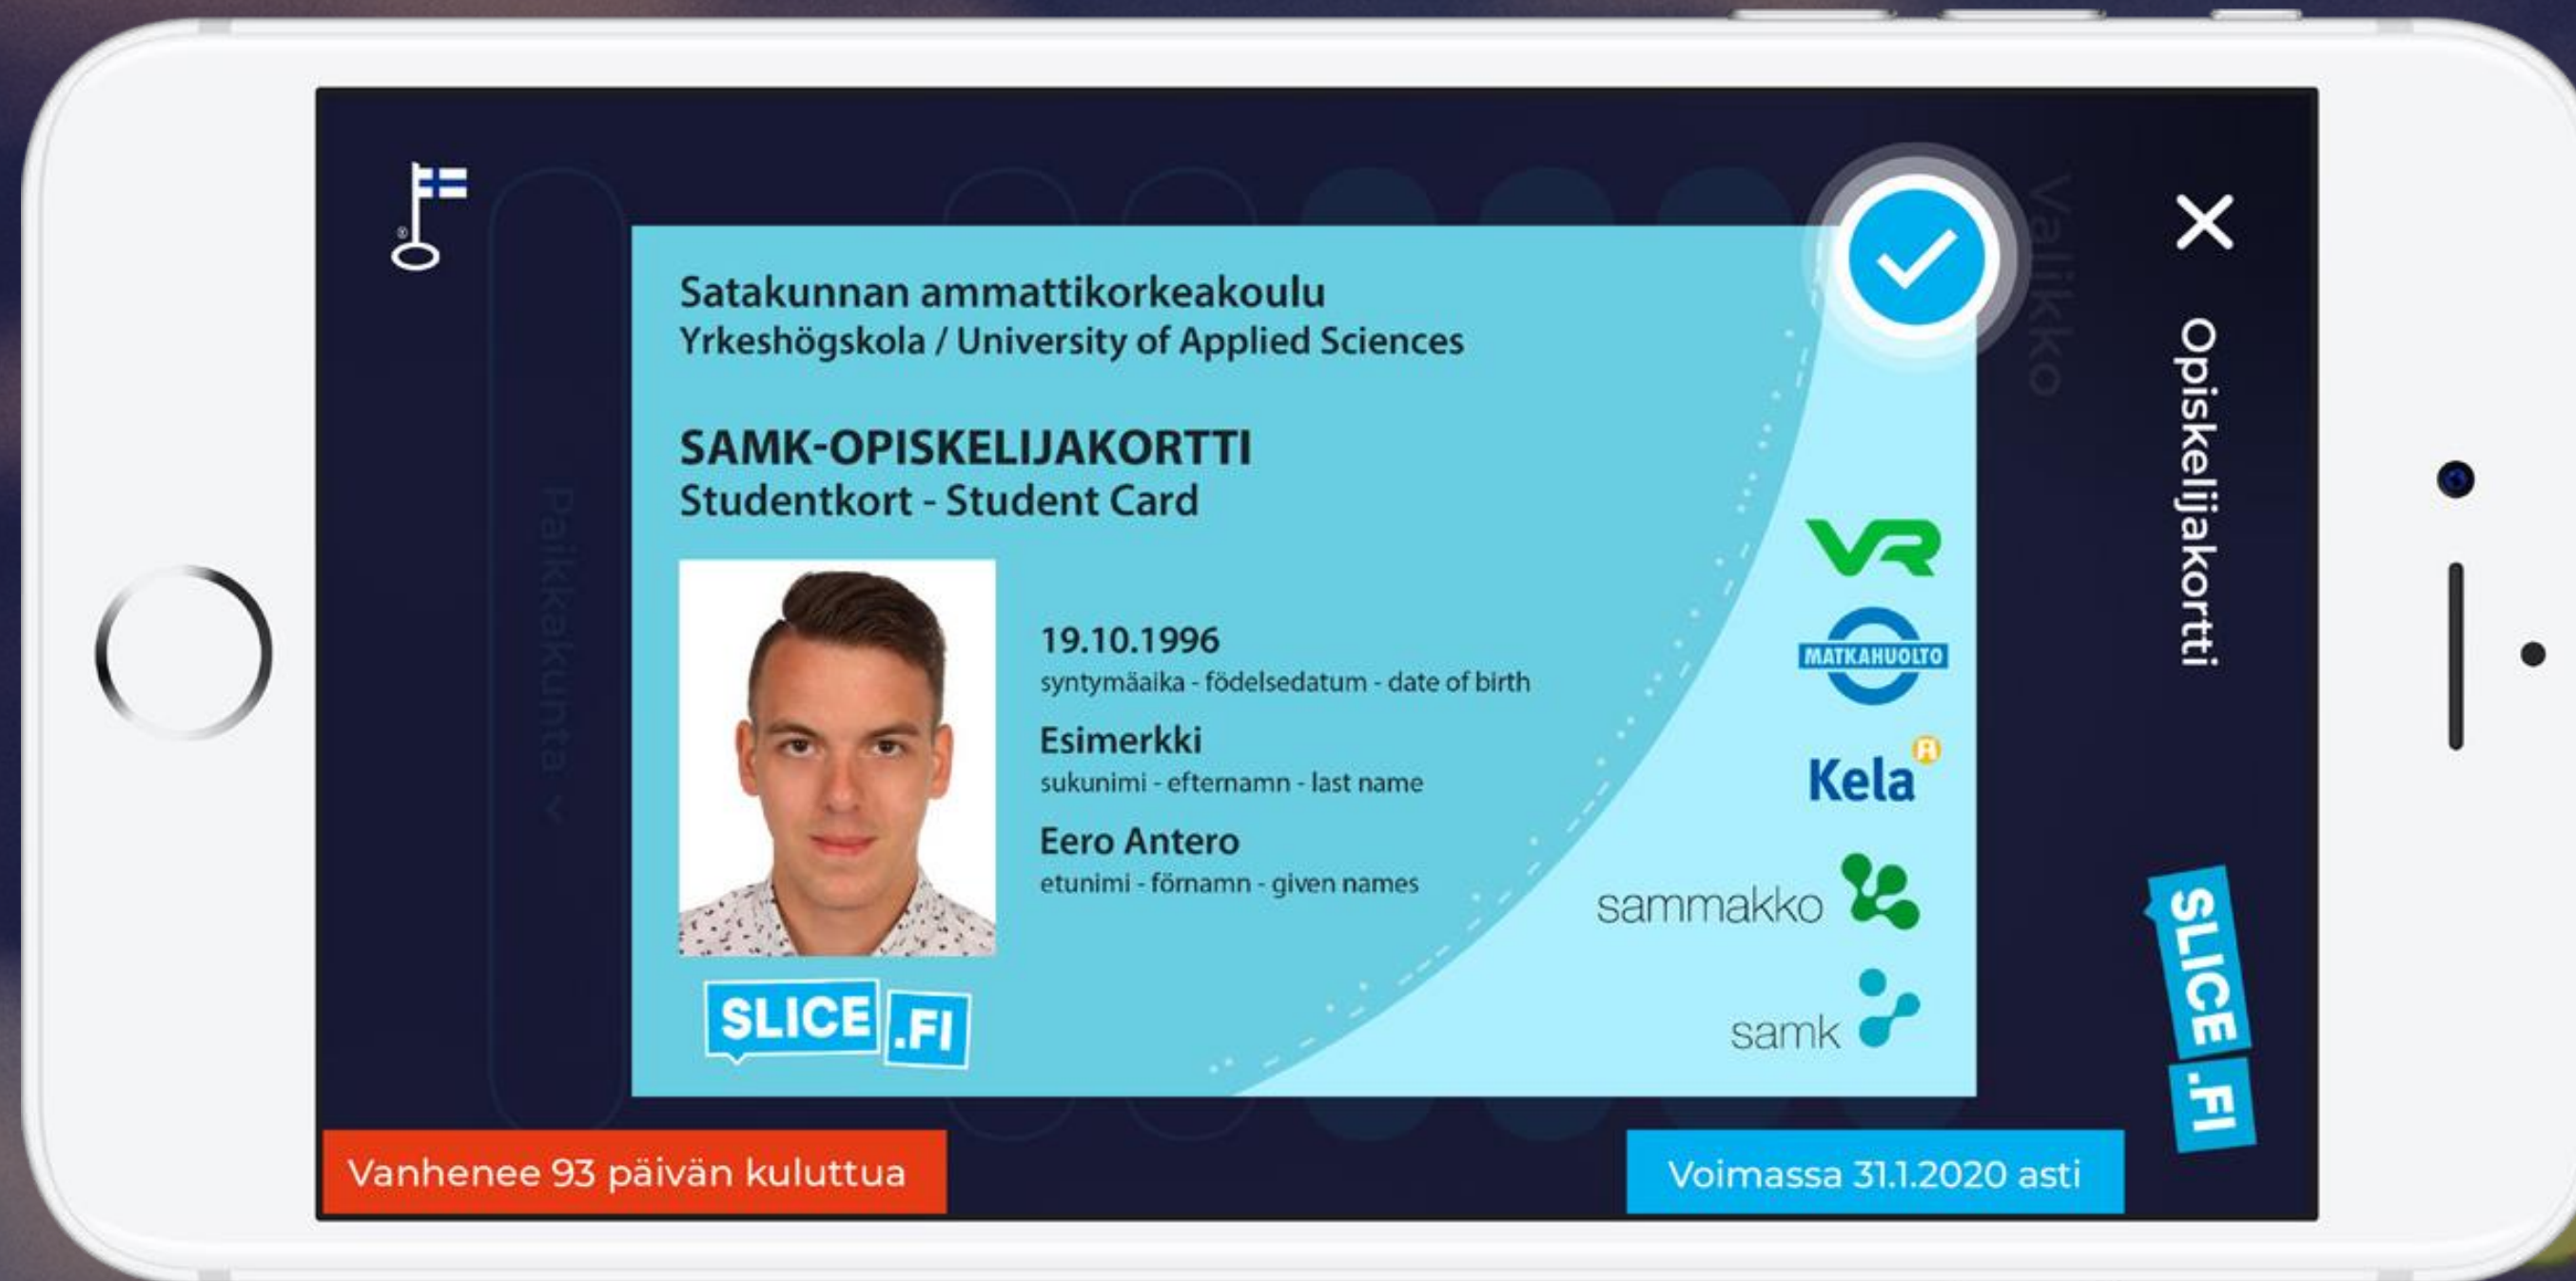 Satakunnan ammattikorkeakoulu
Yrkeshögskola / University of Applied Sciences
SAMK-OPISKELIJAKORTTI
Studentkort - Student Card
19.10.1996
syntymäaika - födelsedatum - date of birth
Esimerkki
sukunimi - efternamn - last name
Eero Antero
etunimi - förnamn - given names
SLICE .FI
VR
MATKAHUOLTO
Kela
sammakko
samk
Vanhenee 93 päivän kuluttua
Voimassa 31.1.2020 asti
Opiskelijakortti
SLICE .FI
Valikko
Paikkakunta
®